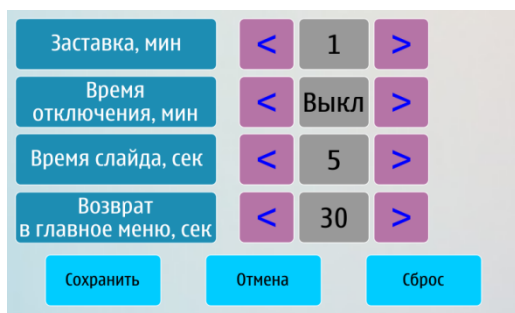 Заставка, мин < 1 >
Время
отключения, мин < Выкл >
Время слайда, сек < 5 >
Возврат
в главное меню, сек < 30 >
Сохранить Отмена Сброс